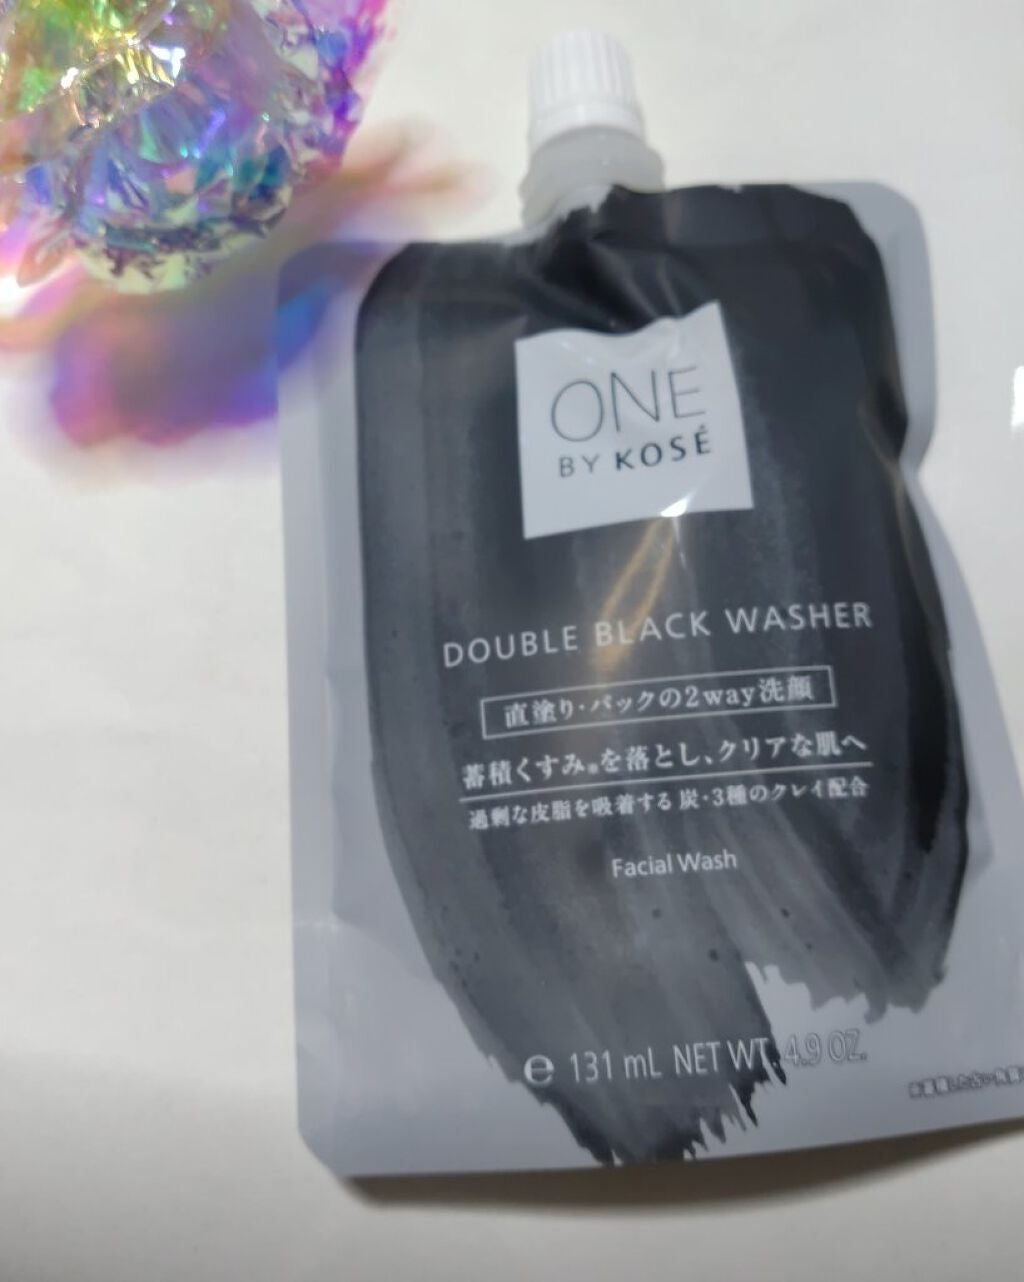 ONE
BY KOSÉ
DOUBLE BLACK WASHER
直塗り・パックの2way洗顔
蓄積くすみ※を落とし、クリアな肌へ
過剰な皮脂を吸着する 炭・3種のクレイ配合
Facial Wash
℮ 131 mL NET WT. 4.9 OZ.